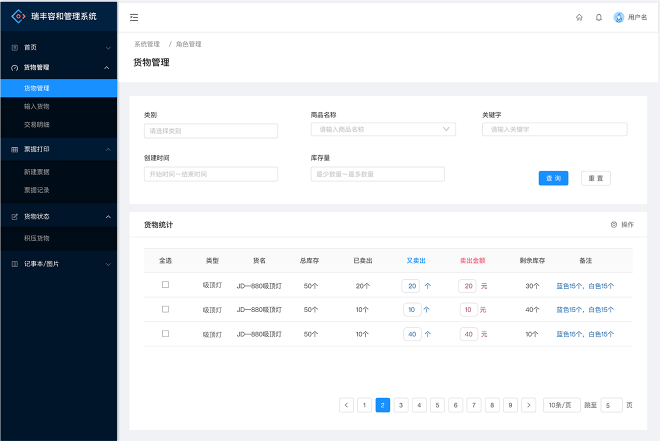 瑞丰容和管理系统
用户名
首页
货物管理
货物管理
输入货物
交易明细
票据打印
新建票据
票据记录
货物状态
积压货物
记事本/图片
系统管理 / 角色管理
货物管理
类别 商品名称 关键字
请选择类别 请输入商品名称 请输入关键字
创建时间 库存量
开始时间~结束时间 最少数量~最多数量 查 询 重 置
货物统计 操作
全选 类型 货名 总库存 已卖出 又卖出 卖出金额 剩余库存 备注
吸顶灯 JD—880吸顶灯 50个 20个 20 个 20 元 30个 蓝色15个，白色15个
吸顶灯 JD—880吸顶灯 50个 10个 10 个 10 元 40个 蓝色15个，白色15个
吸顶灯 JD—880吸顶灯 50个 10个 40 个 40 元 10个 蓝色15个，白色15个
1 2 3 4 5 6 7 8 9 10条/页 跳至 5 页